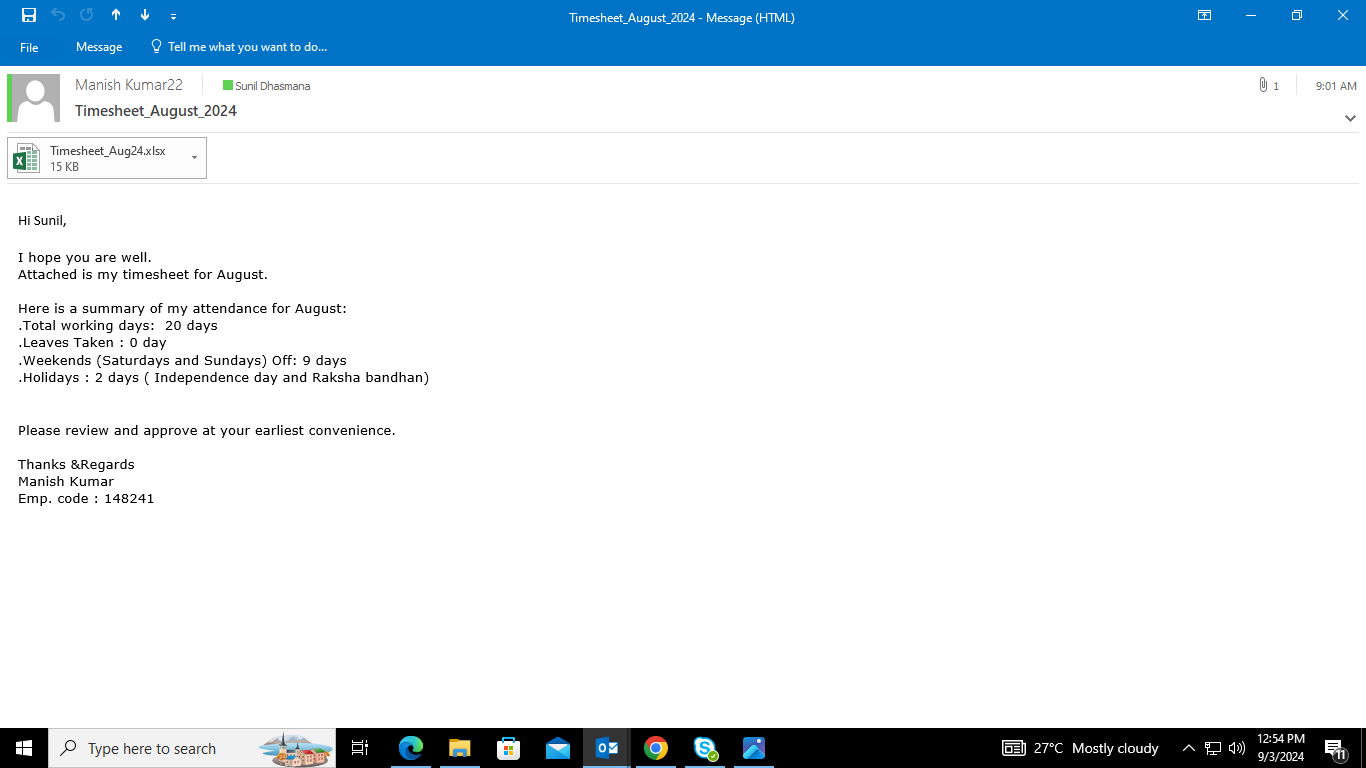 Timesheet_August_2024 - Message (HTML)
File Message Tell me what you want to do...
Manish Kumar22 Sunil Dhasmana 1 9:01 AM
Timesheet_August_2024
Timesheet_Aug24.xlsx
15 KB
Hi Sunil,
I hope you are well.
Attached is my timesheet for August.
Here is a summary of my attendance for August:
.Total working days:  20 days
.Leaves Taken : 0 day
.Weekends (Saturdays and Sundays) Off: 9 days
.Holidays : 2 days ( Independence day and Raksha bandhan)
Please review and approve at your earliest convenience.
Thanks &Regards
Manish Kumar
Emp. code : 148241
Type here to search
27°C Mostly cloudy
12:54 PM
9/3/2024
11